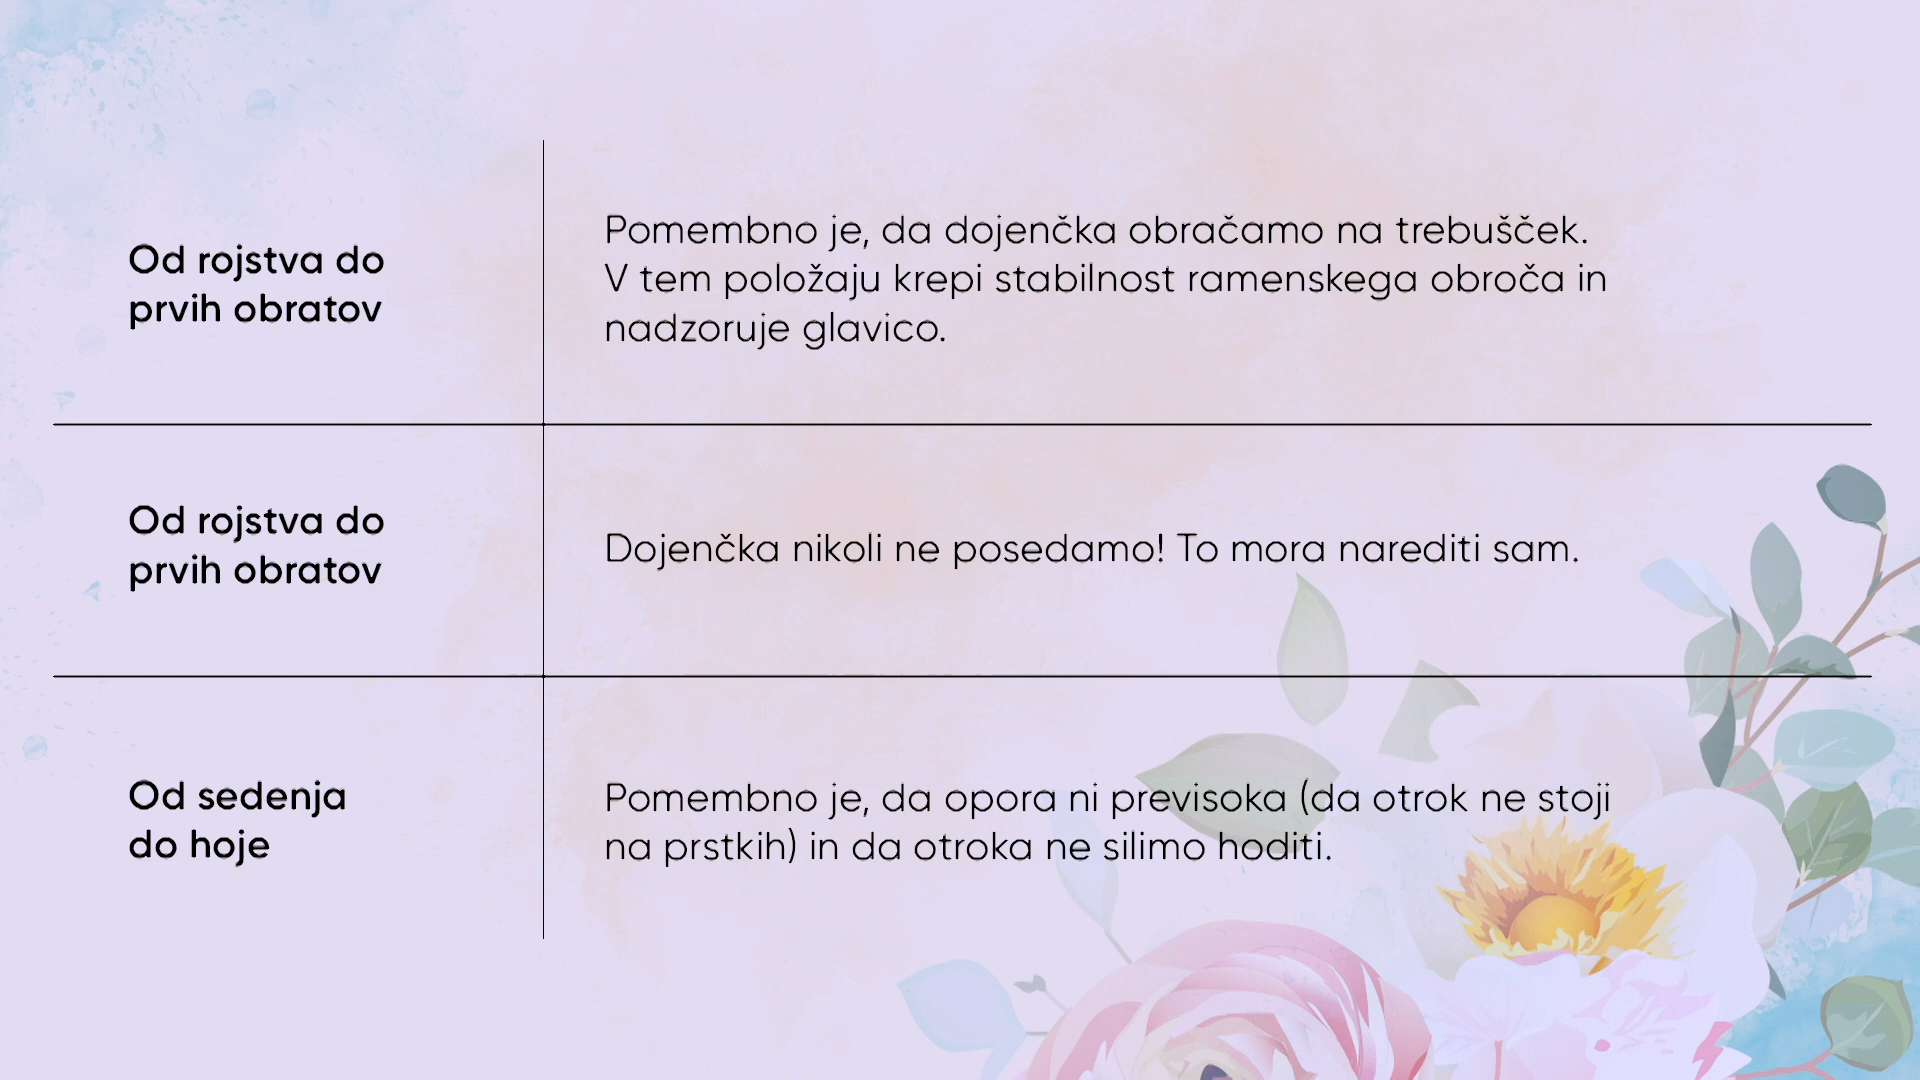 Od rojstva do
prvih obratov
Pomembno je, da dojenčka obračamo na trebušček.
V tem položaju krepi stabilnost ramenskega obroča in
nadzoruje glavico.
Od rojstva do
prvih obratov
Dojenčka nikoli ne posedamo! To mora narediti sam.
Od sedenja
do hoje
Pomembno je, da opora ni previsoka (da otrok ne stoji
na prstkih) in da otroka ne silimo hoditi.